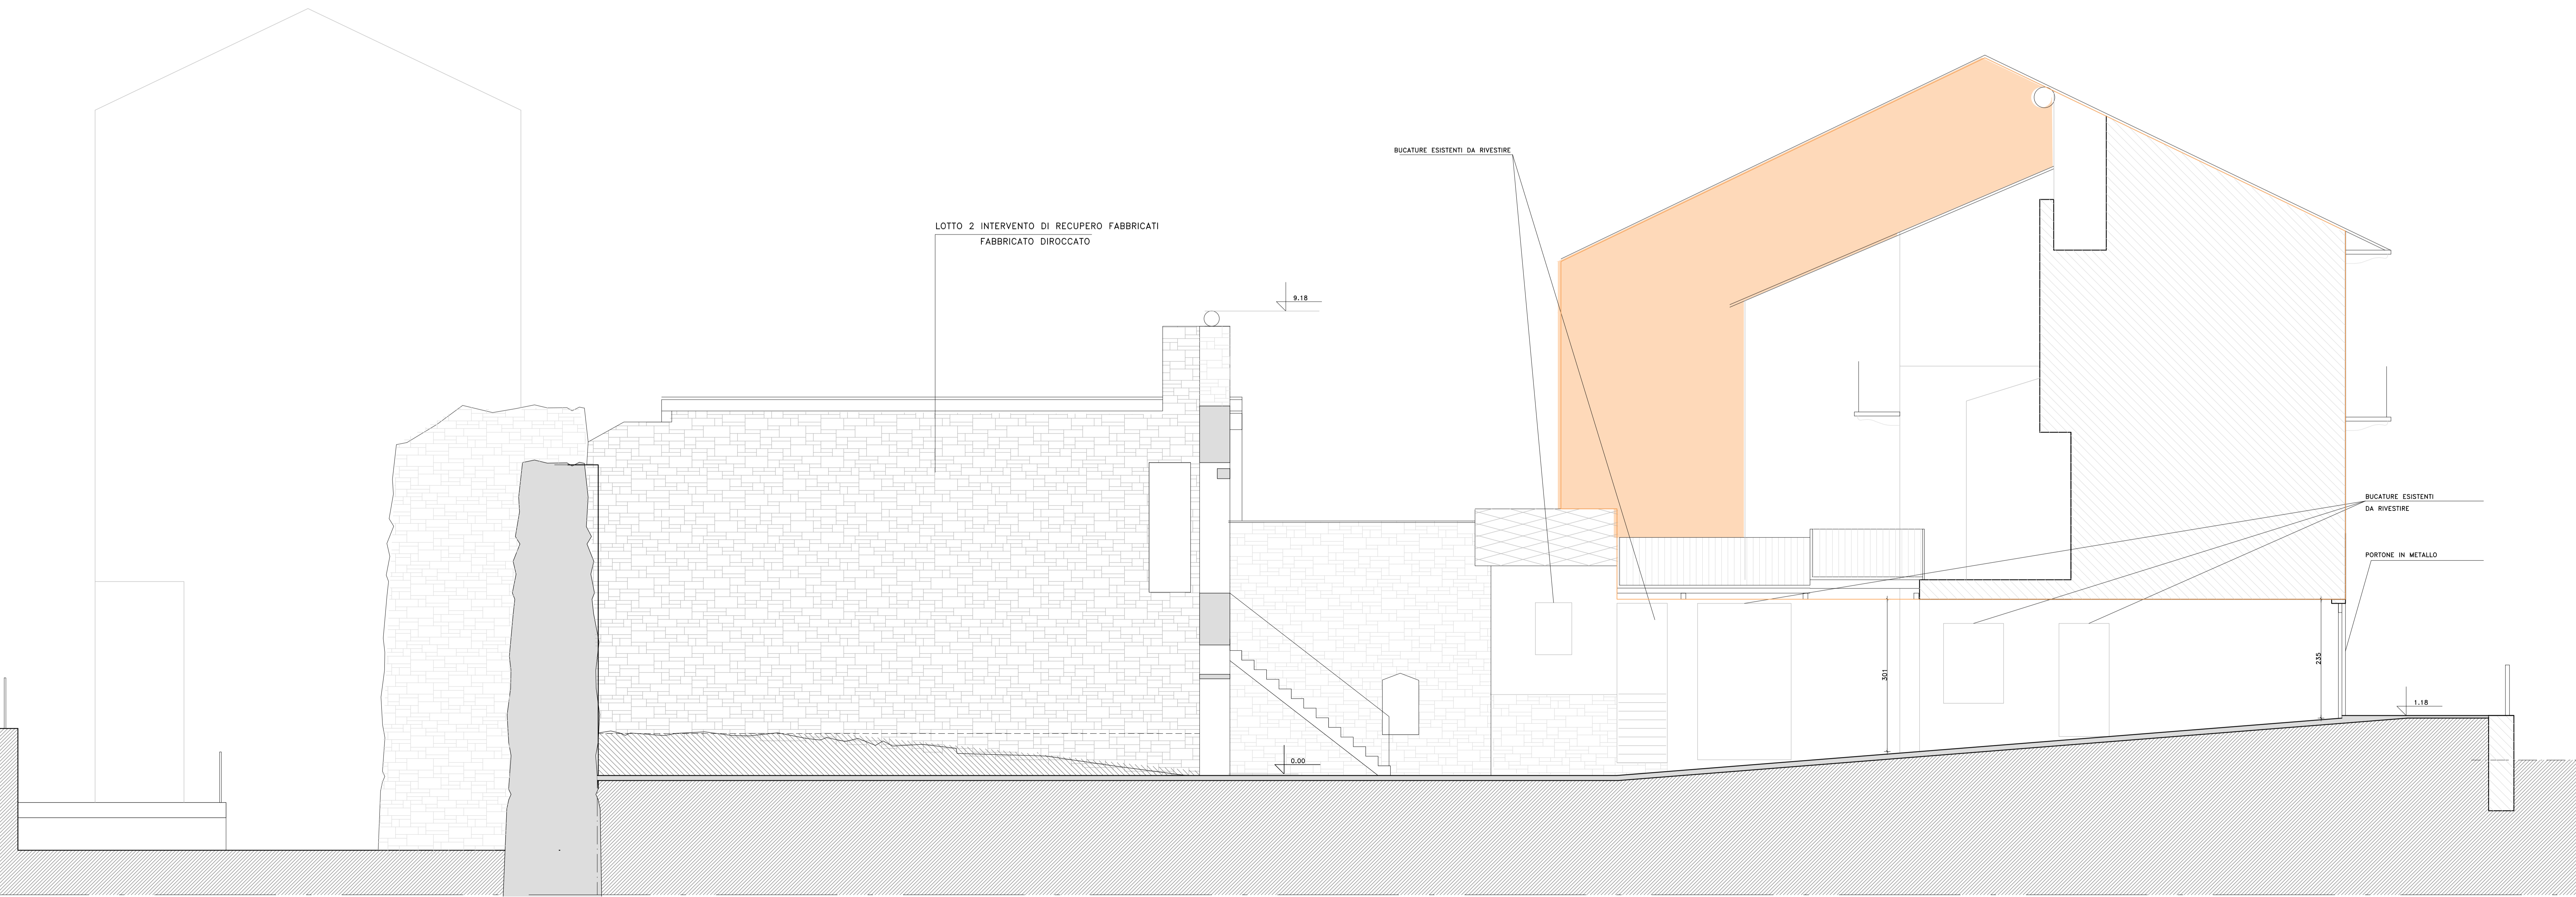 BUCATURE ESISTENTI DA RIVESTIRE
LOTTO 2 INTERVENTO DI RECUPERO FABBRICATI
FABBRICATO DIROCCATO
9.18
BUCATURE ESISTENTI
DA RIVESTIRE
PORTONE IN METALLO
235
301
1.18
0.00